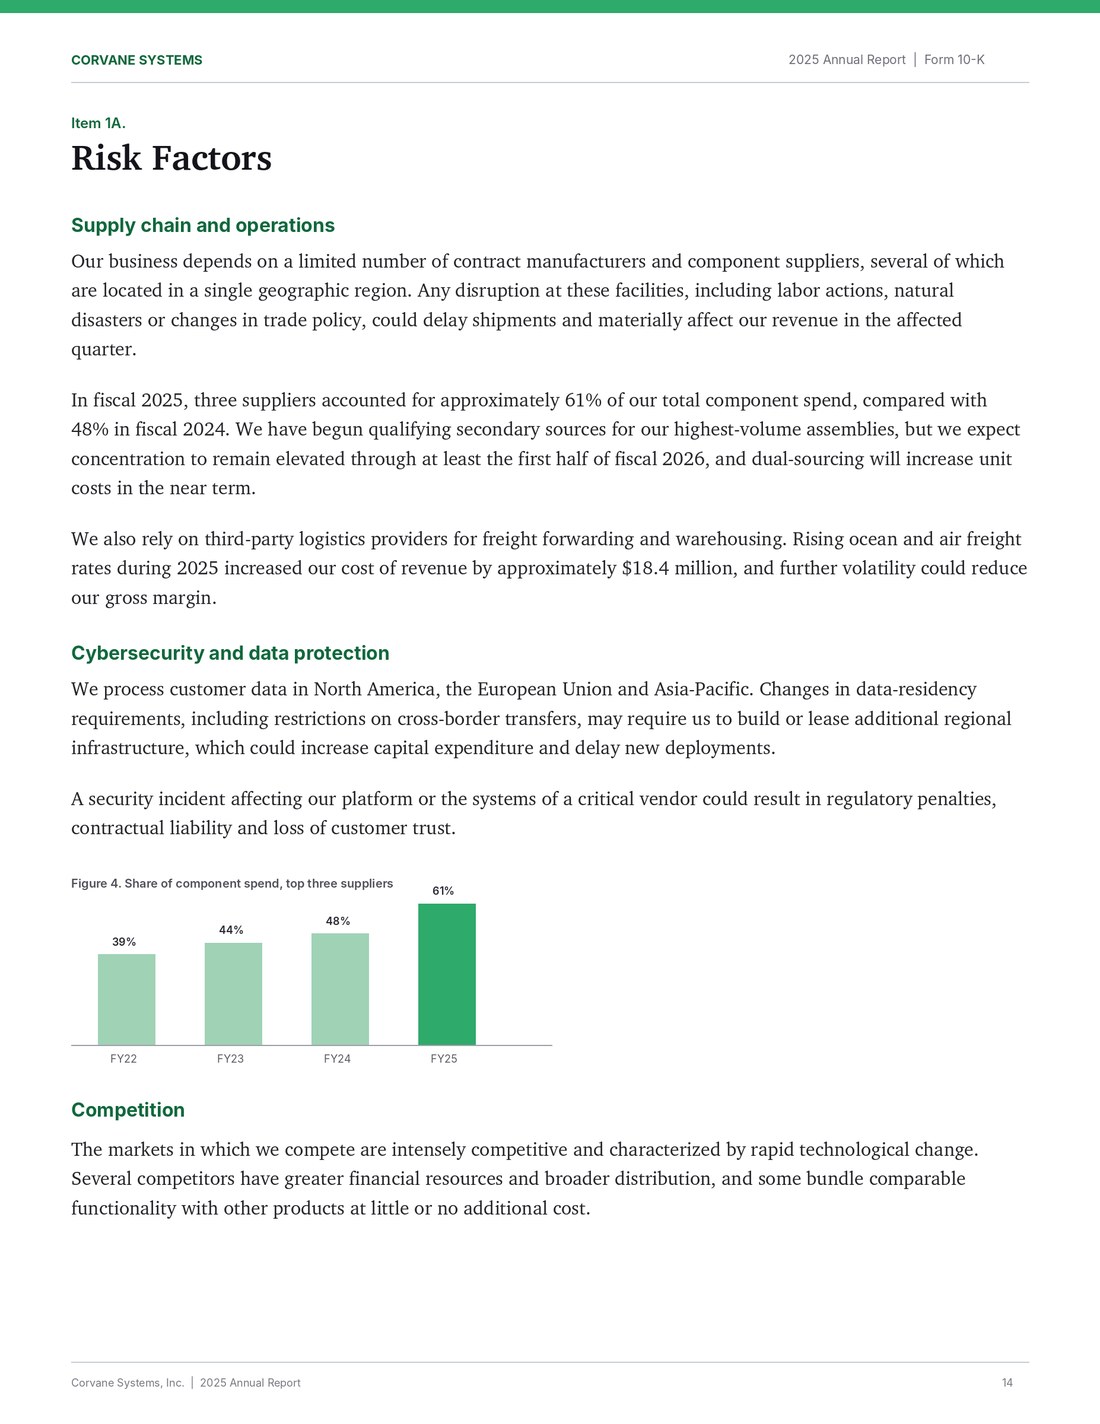 CORVANE SYSTEMS
2025 Annual Report | Form 10-K
Item 1A.
Risk Factors
Supply chain and operations
Our business depends on a limited number of contract manufacturers and component suppliers, several of which
are located in a single geographic region. Any disruption at these facilities, including labor actions, natural
disasters or changes in trade policy, could delay shipments and materially affect our revenue in the affected
quarter.
In fiscal 2025, three suppliers accounted for approximately 61% of our total component spend, compared with
48% in fiscal 2024. We have begun qualifying secondary sources for our highest-volume assemblies, but we expect
concentration to remain elevated through at least the first half of fiscal 2026, and dual-sourcing will increase unit
costs in the near term.
We also rely on third-party logistics providers for freight forwarding and warehousing. Rising ocean and air freight
rates during 2025 increased our cost of revenue by approximately $18.4 million, and further volatility could reduce
our gross margin.
Cybersecurity and data protection
We process customer data in North America, the European Union and Asia-Pacific. Changes in data-residency
requirements, including restrictions on cross-border transfers, may require us to build or lease additional regional
infrastructure, which could increase capital expenditure and delay new deployments.
A security incident affecting our platform or the systems of a critical vendor could result in regulatory penalties,
contractual liability and loss of customer trust.
Figure 4. Share of component spend, top three suppliers
39%
44%
48%
61%
FY22
FY23
FY24
FY25
Competition
The markets in which we compete are intensely competitive and characterized by rapid technological change.
Several competitors have greater financial resources and broader distribution, and some bundle comparable
functionality with other products at little or no additional cost.
Corvane Systems, Inc. | 2025 Annual Report
14